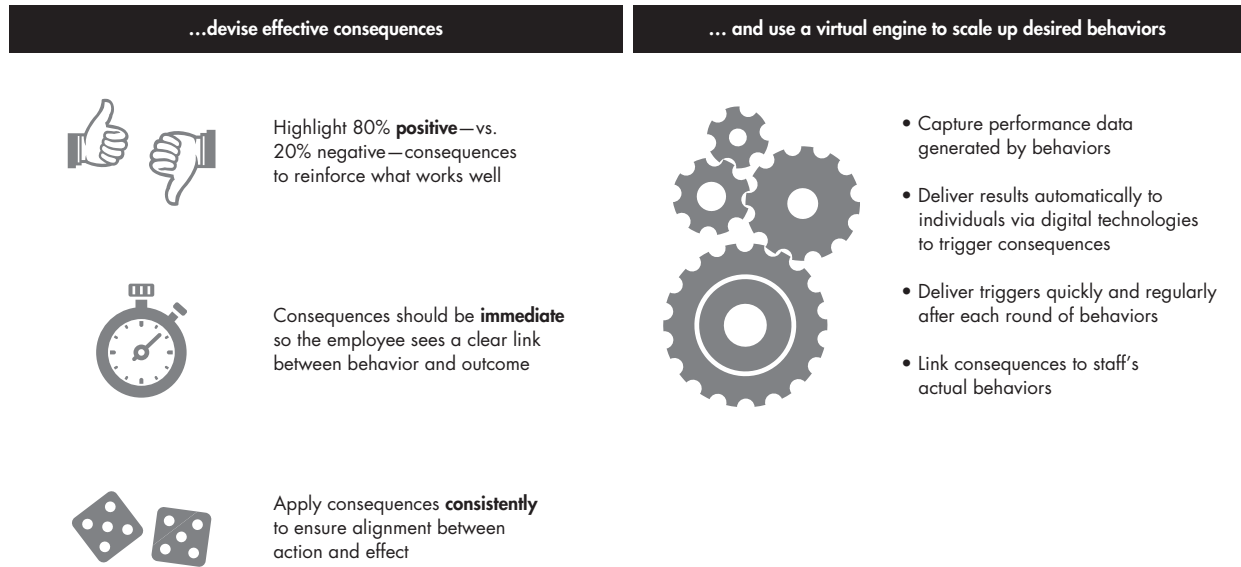 ...devise effective consequences
Highlight 80% positive—vs.
20% negative—consequences
to reinforce what works well
Consequences should be immediate
so the employee sees a clear link
between behavior and outcome
Apply consequences consistently
to ensure alignment between
action and effect
... and use a virtual engine to scale up desired behaviors
• Capture performance data
generated by behaviors
• Deliver results automatically to
individuals via digital technologies
to trigger consequences
• Deliver triggers quickly and regularly
after each round of behaviors
• Link consequences to staff's
actual behaviors